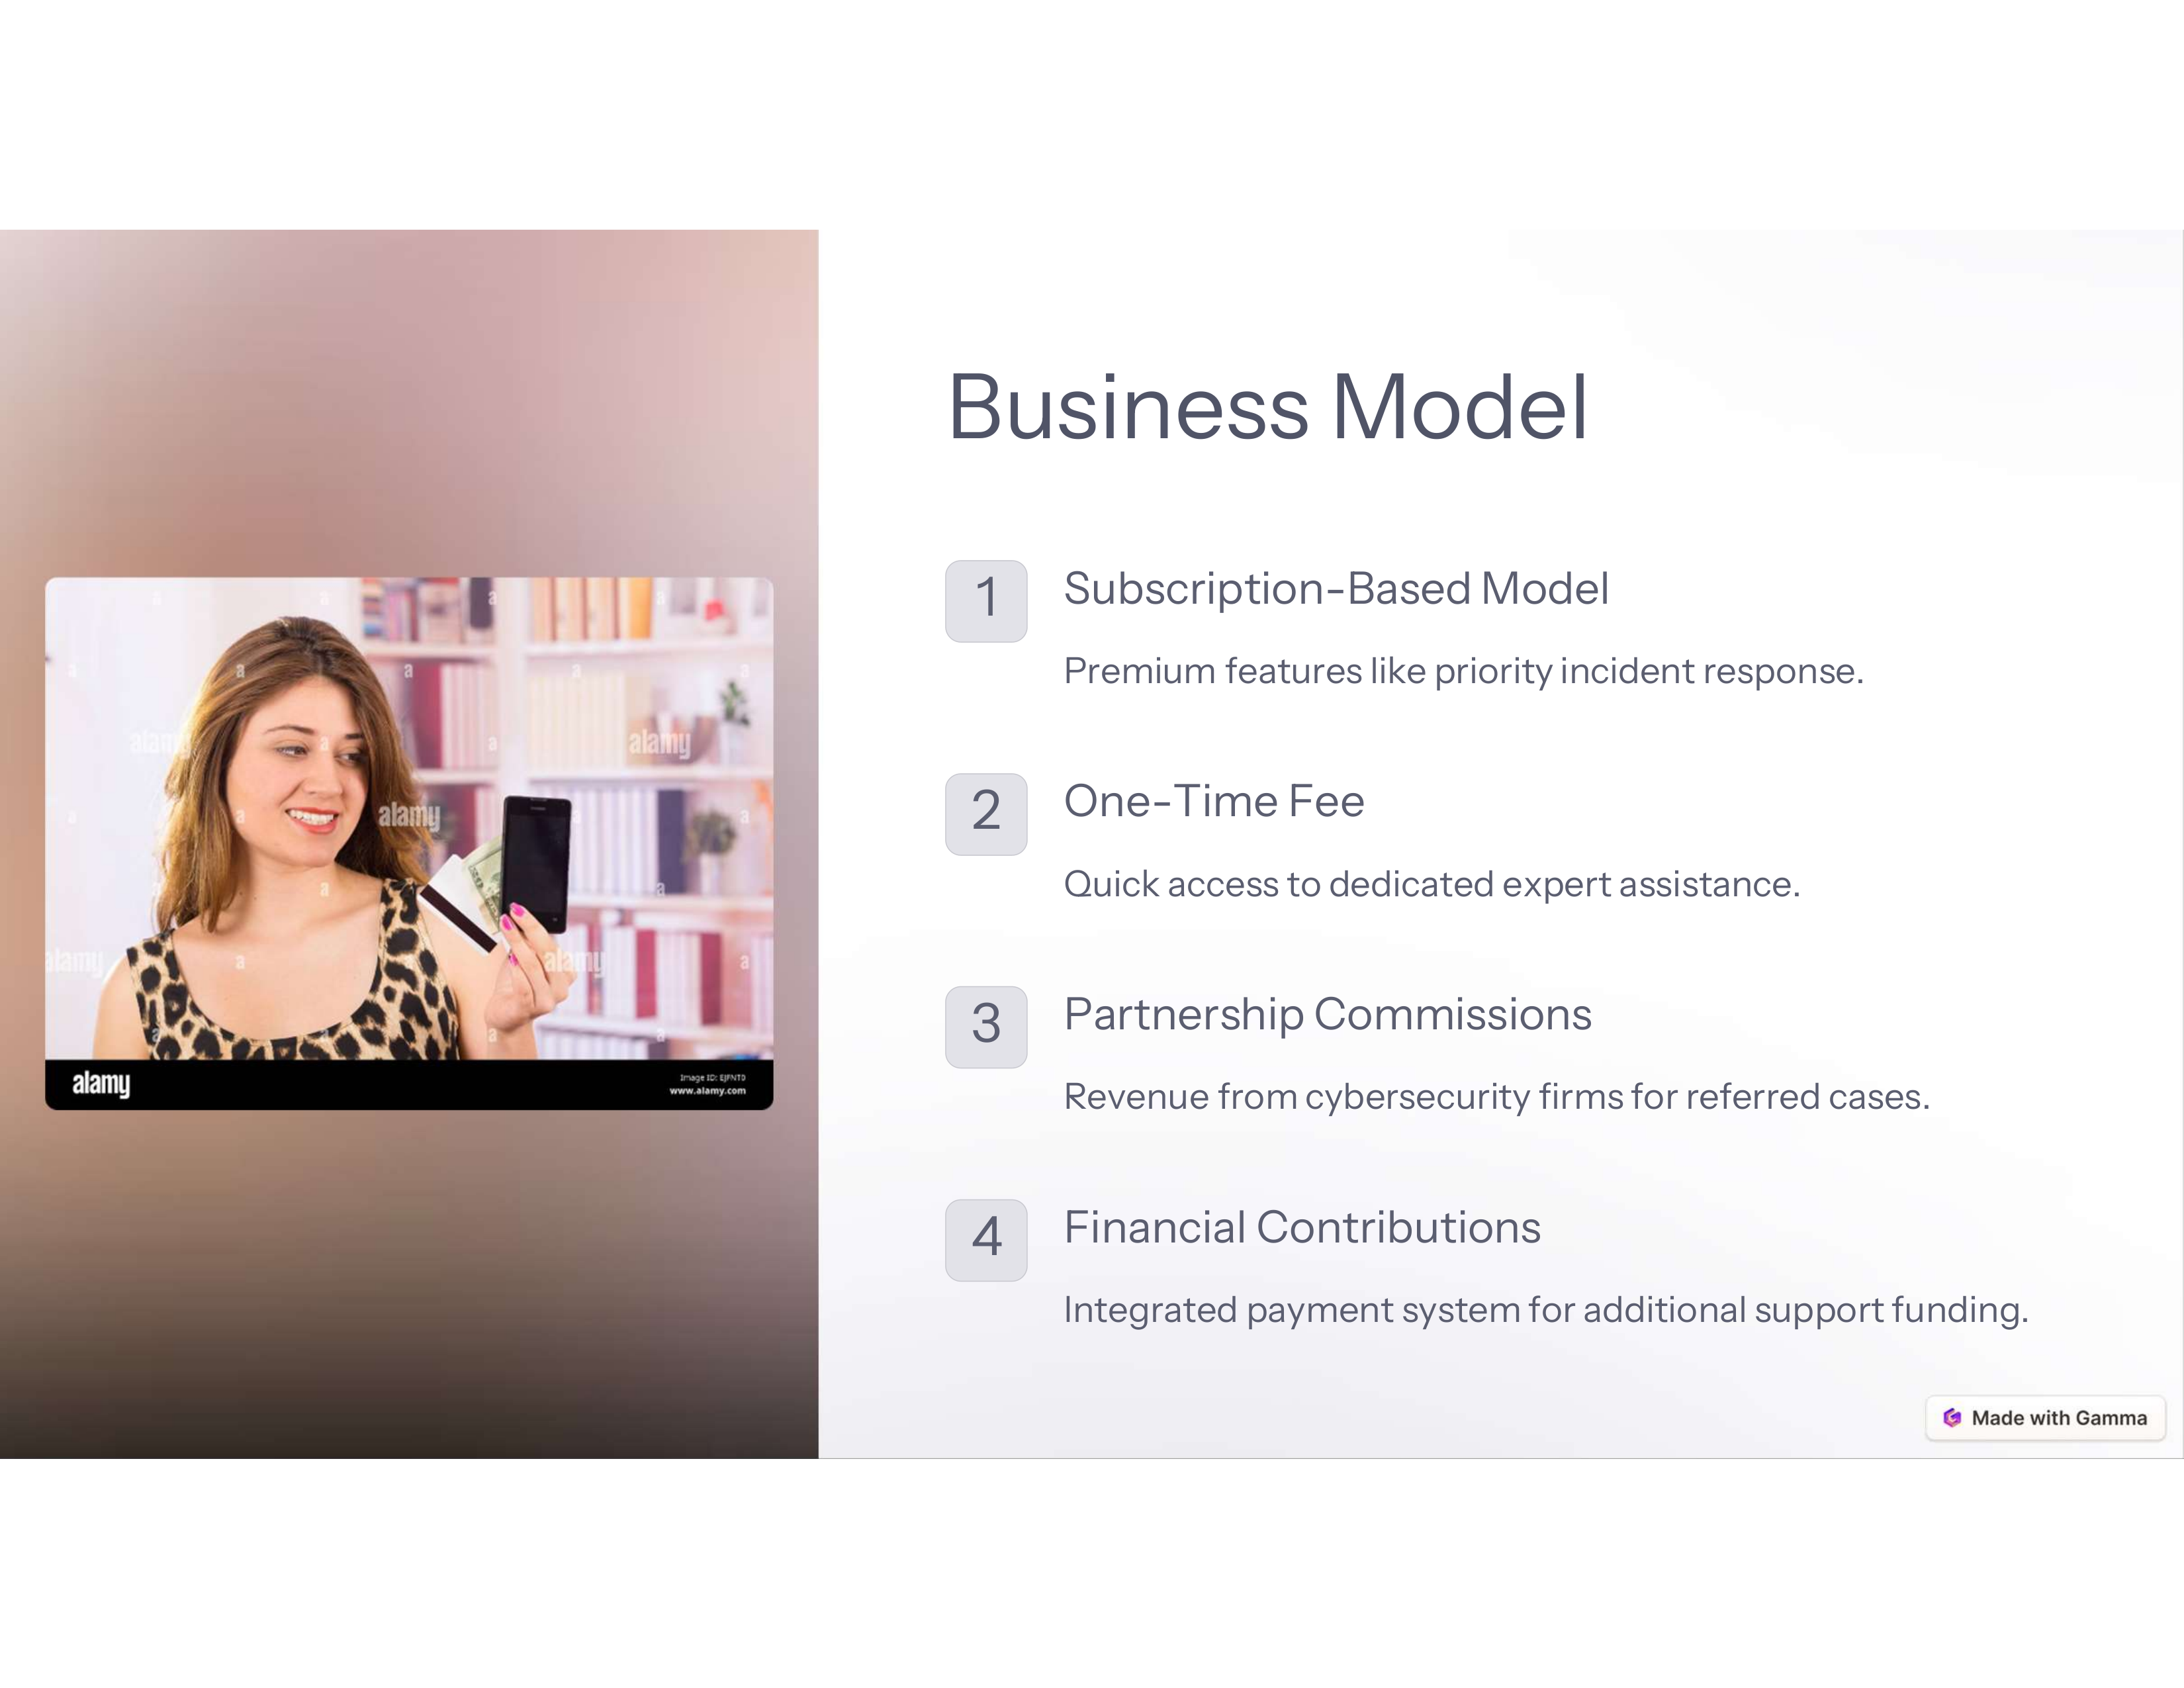 Business Model
1
Subscription-Based Model
Premium features like priority incident response.
2
One-Time Fee
Quick access to dedicated expert assistance.
3
Partnership Commissions
Revenue from cybersecurity firms for referred cases.
4
Financial Contributions
Integrated payment system for additional support funding.
alamy
alamy
alamy
alamy
alamy
alamy
Image ID: EJFNT0
www.alamy.com
Made with Gamma